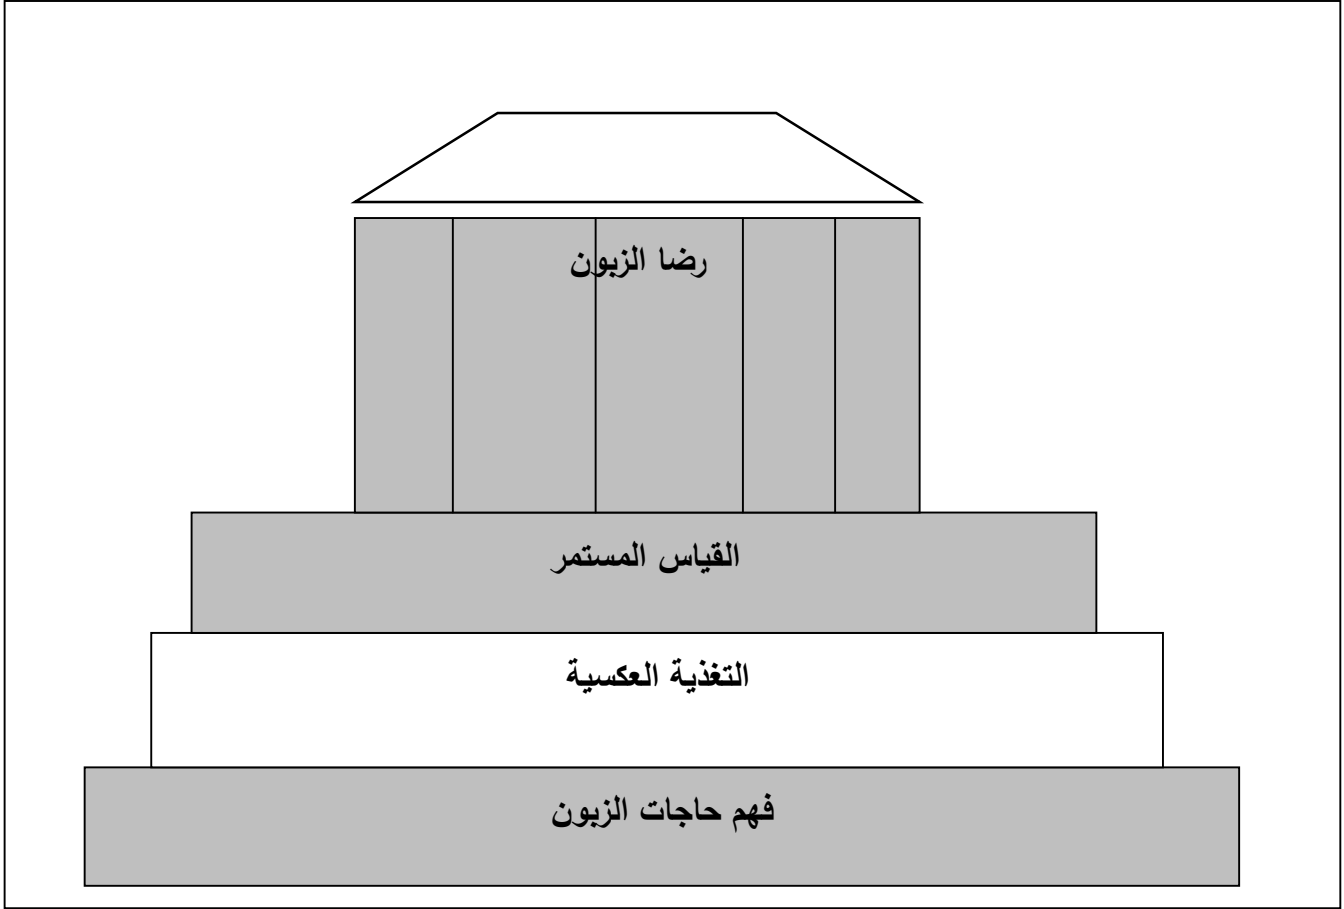 رضا الزبون
القياس المستمر
التغذية العكسية
فهم حاجات الزبون